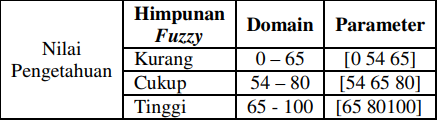 Nilai Pengetahuan
Himpunan Fuzzy Domain Parameter
Kurang 0 – 65 [0 54 65]
Cukup 54 – 80 [54 65 80]
Tinggi 65 - 100 [65 80100]